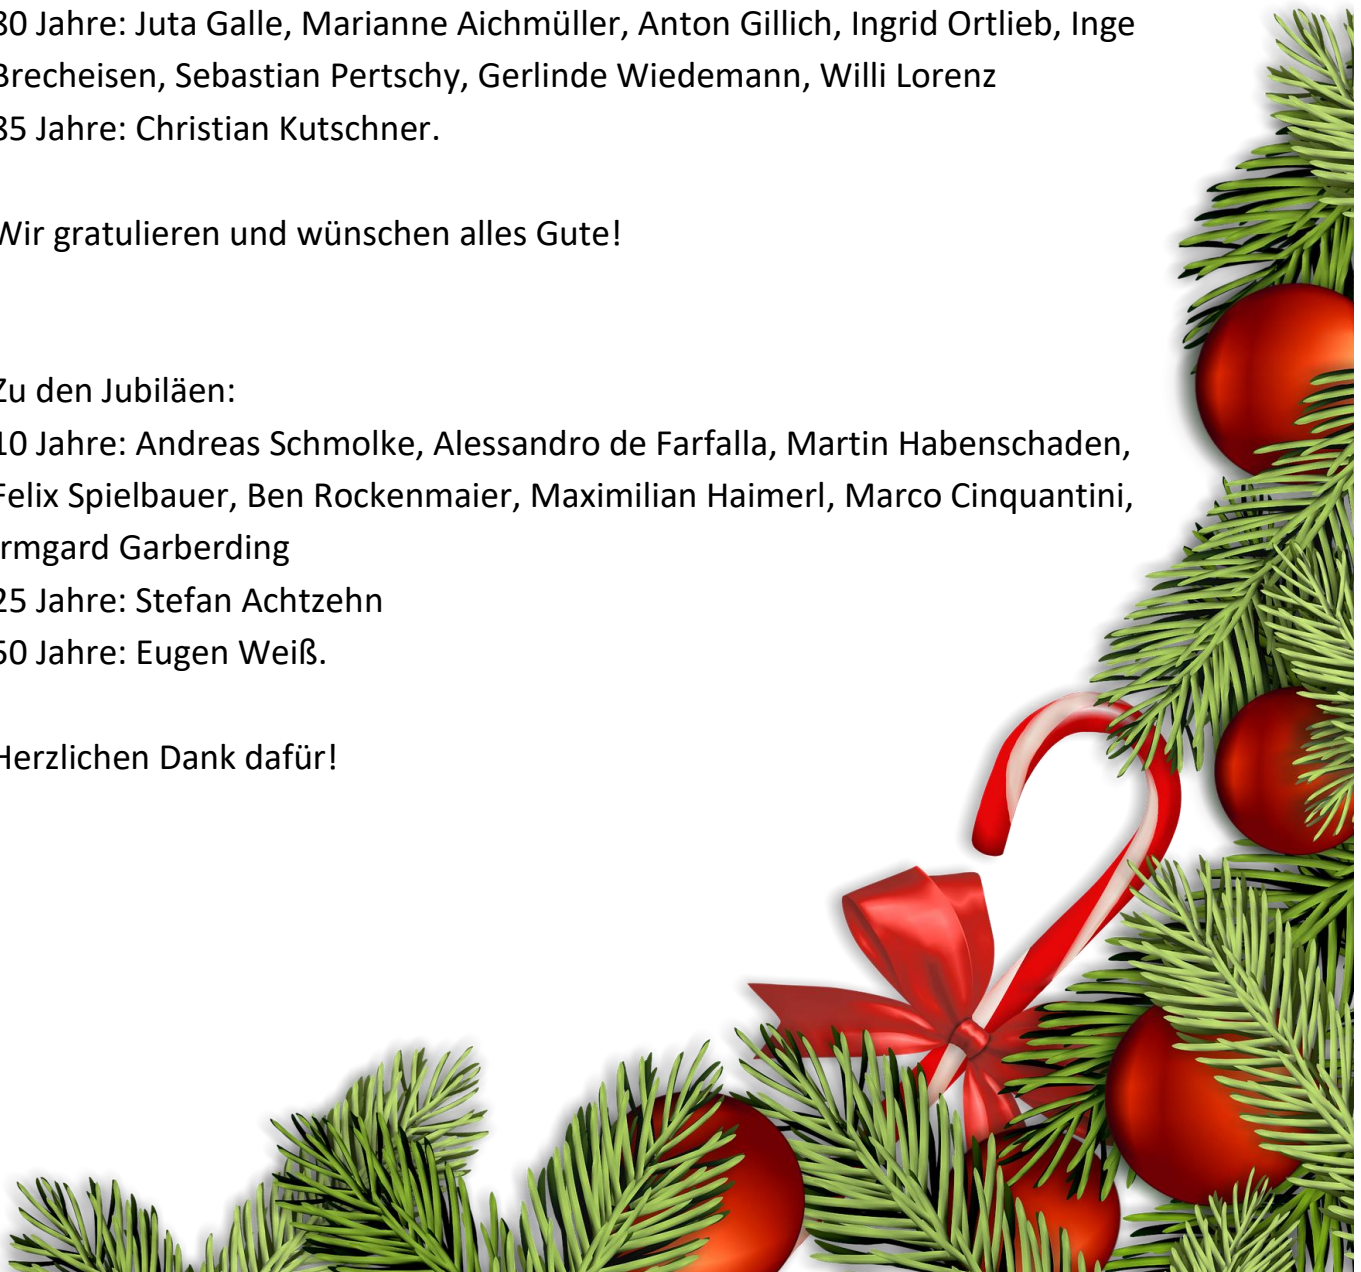 80 Jahre: Juta Galle, Marianne Aichmüller, Anton Gillich, Ingrid Ortlieb, Inge
Brecheisen, Sebastian Pertschy, Gerlinde Wiedemann, Willi Lorenz
85 Jahre: Christian Kutschner.
Wir gratulieren und wünschen alles Gute!
Zu den Jubiläen:
10 Jahre: Andreas Schmolke, Alessandro de Farfalla, Martin Habenschaden,
Felix Spielbauer, Ben Rockenmaier, Maximilian Haimerl, Marco Cinquantini,
Irmgard Garberding
25 Jahre: Stefan Achtzehn
50 Jahre: Eugen Weiß.
Herzlichen Dank dafür!